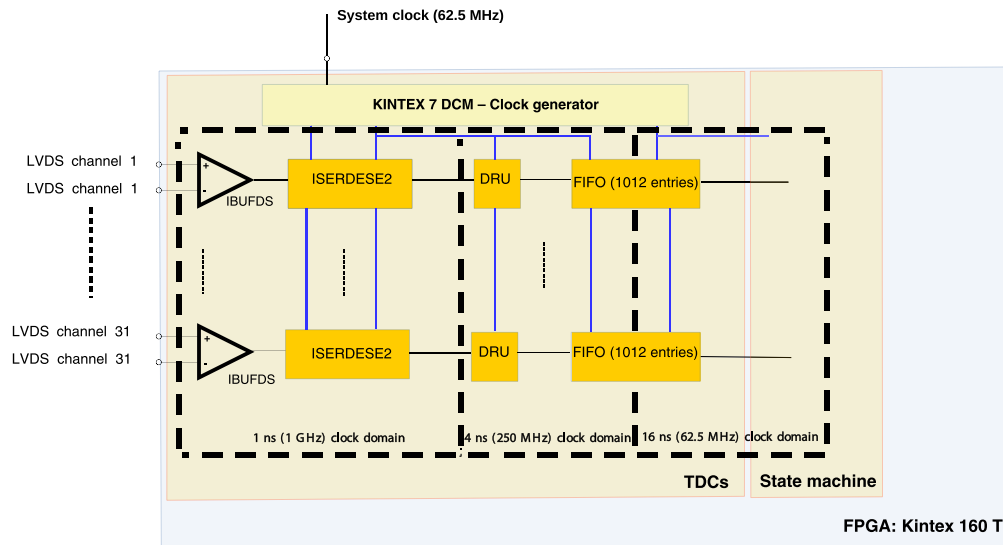 System clock (62.5 MHz)
KINTEX 7 DCM – Clock generator
LVDS channel 1
LVDS channel 1
+
-
IBUFDS
ISERDESE2
DRU
FIFO (1012 entries)
LVDS channel 31
LVDS channel 31
+
-
IBUFDS
ISERDESE2
DRU
FIFO (1012 entries)
1 ns (1 GHz) clock domain
4 ns (250 MHz) clock domain
16 ns (62.5 MHz) clock domain
TDCs
State machine
FPGA: Kintex 160 T